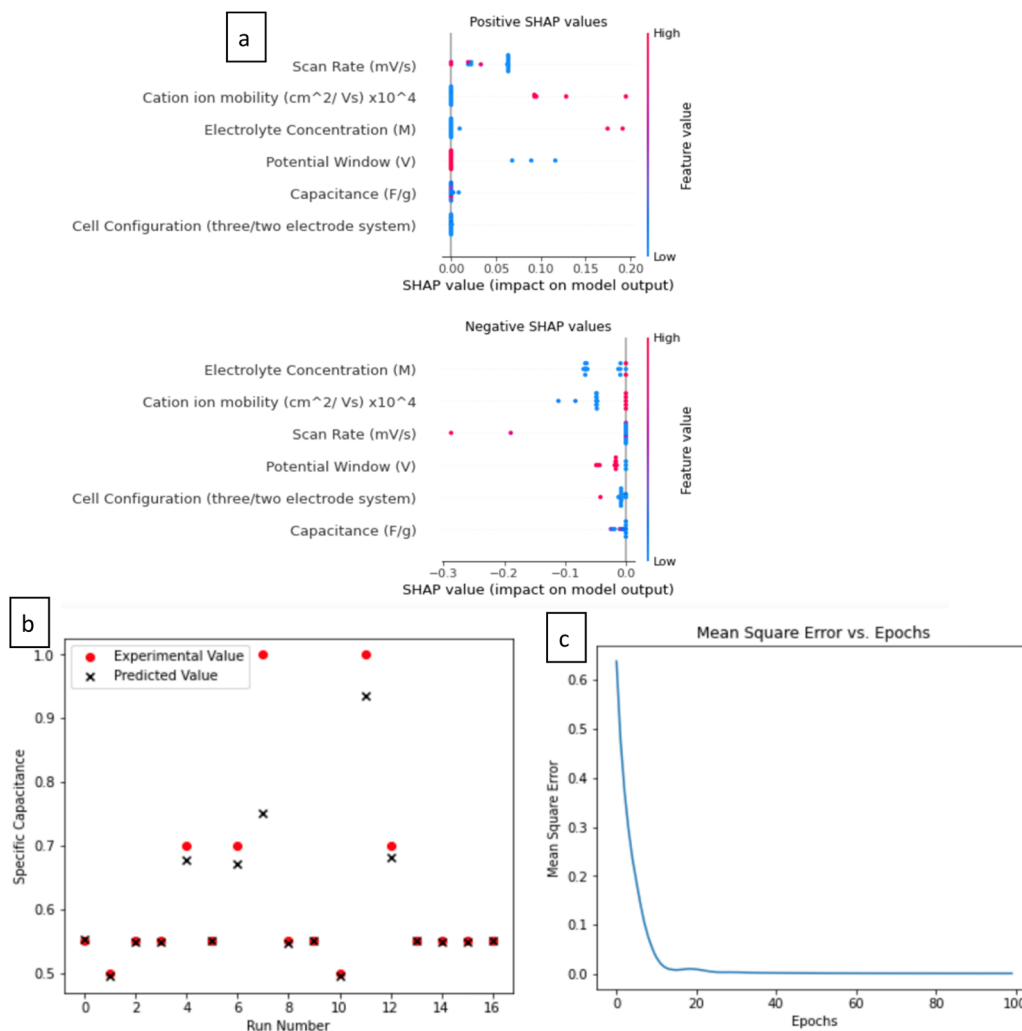 a
Positive SHAP values
High
Scan Rate (mV/s)
Cation ion mobility (cm^2/ Vs) x10^4
Electrolyte Concentration (M)
Potential Window (V)
Capacitance (F/g)
Cell Configuration (three/two electrode system)
Feature value
Low
0.00 0.05 0.10 0.15 0.20
SHAP value (impact on model output)
Negative SHAP values
High
Electrolyte Concentration (M)
Cation ion mobility (cm^2/ Vs) x10^4
Scan Rate (mV/s)
Potential Window (V)
Cell Configuration (three/two electrode system)
Capacitance (F/g)
Feature value
Low
−0.3 −0.2 −0.1 0.0
SHAP value (impact on model output)
b
Experimental Value
Predicted Value
1.0
0.9
0.8
0.7
0.6
0.5
Specific Capacitance
0 2 4 6 8 10 12 14 16
Run Number
c
Mean Square Error vs. Epochs
0.6
0.5
0.4
0.3
0.2
0.1
0.0
Mean Square Error
0 20 40 60 80 100
Epochs